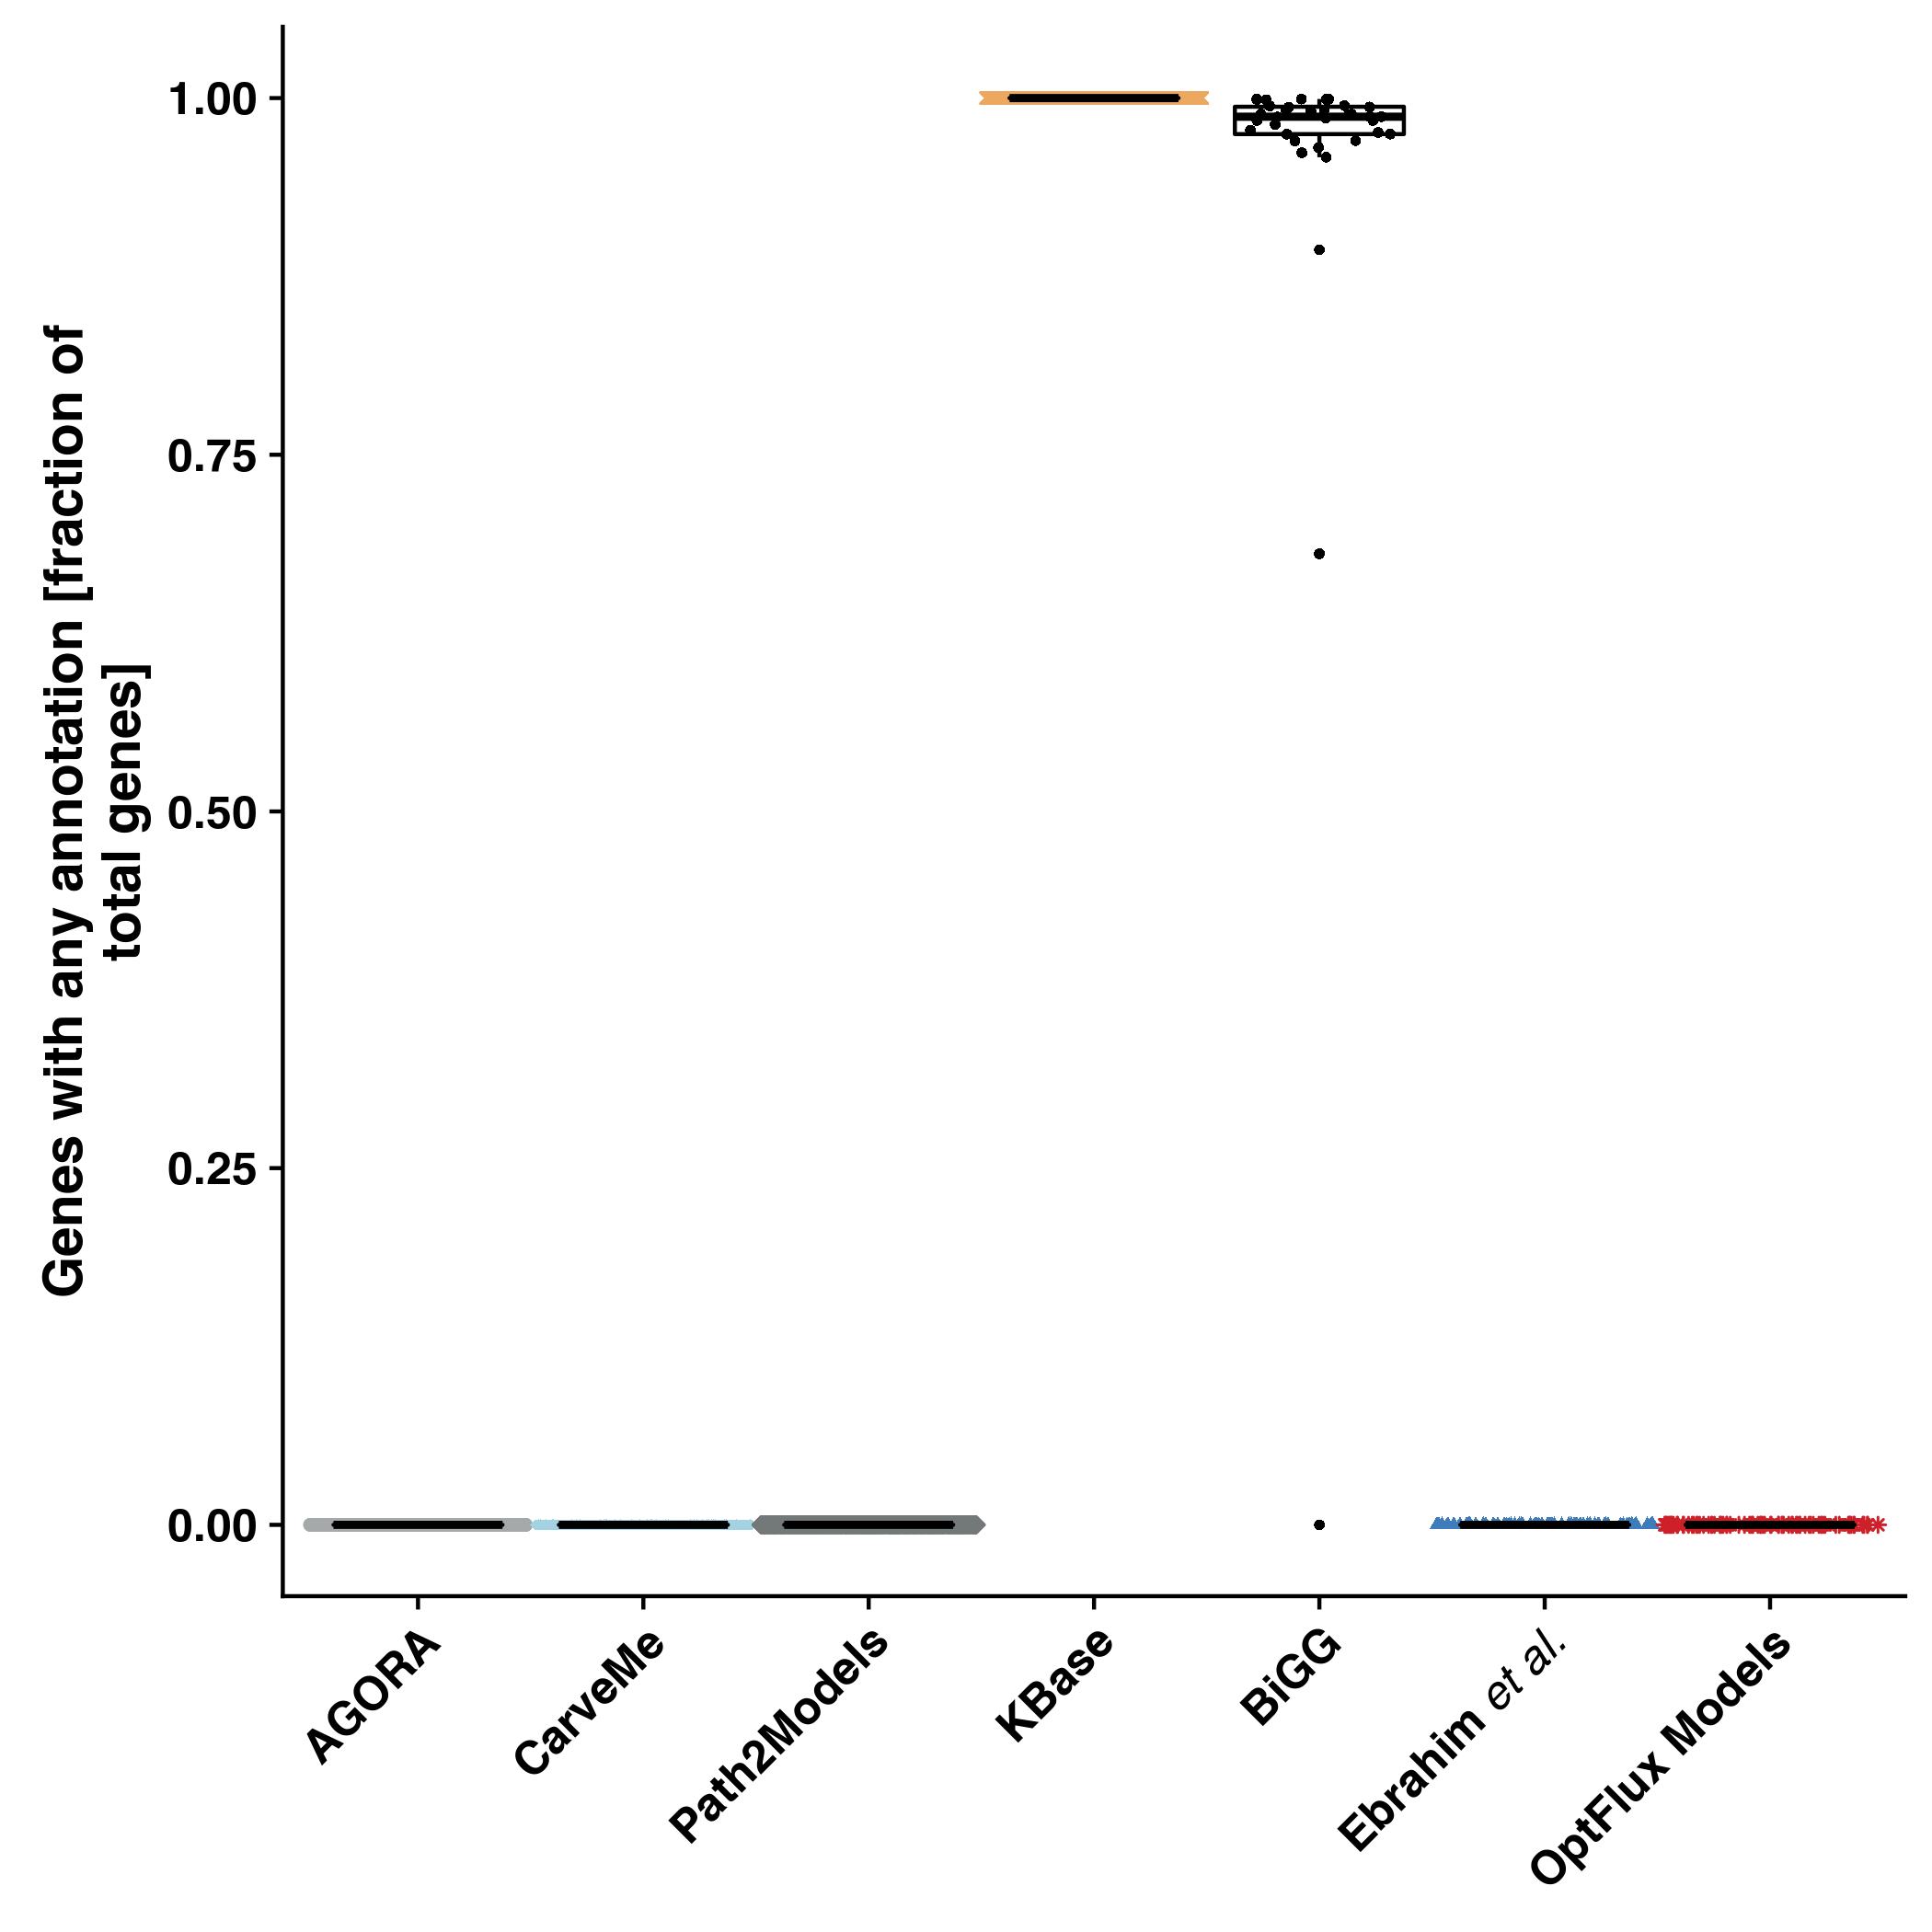 Genes with any annotation [fraction of
total genes]
1.00
0.75
0.50
0.25
0.00
AGORA
CarveMe
Path2Models
KBase
BiGG
Ebrahim et al.
OptFlux Models